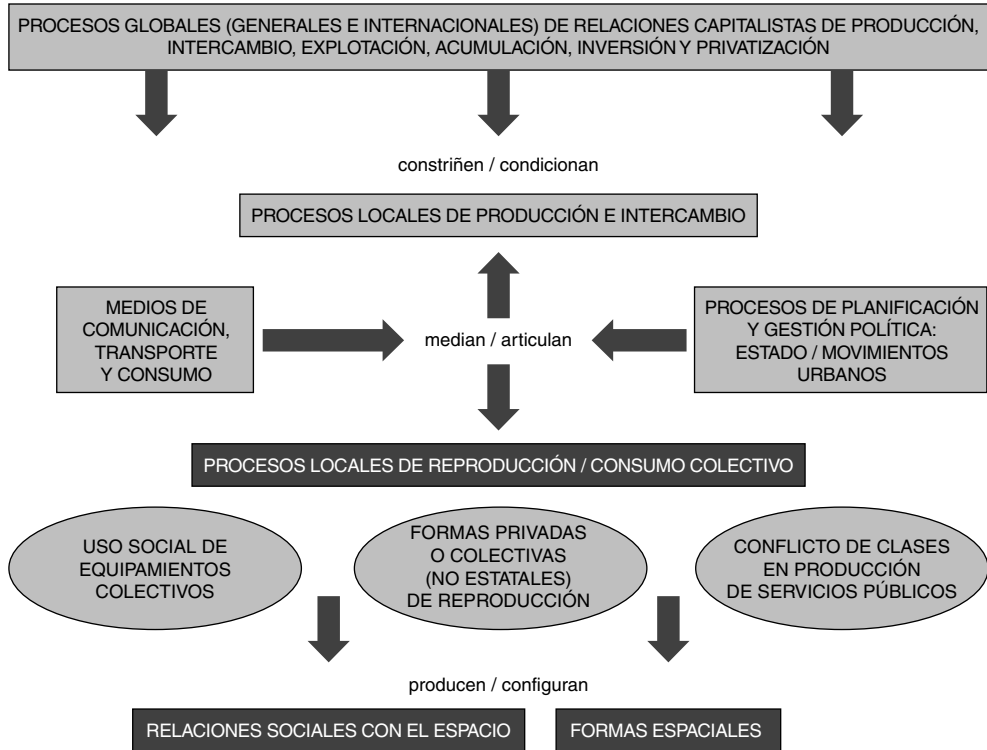 PROCESOS GLOBALES (GENERALES E INTERNACIONALES) DE RELACIONES CAPITALISTAS DE PRODUCCIÓN,
INTERCAMBIO, EXPLOTACIÓN, ACUMULACIÓN, INVERSIÓN Y PRIVATIZACIÓN
constriñen / condicionan
PROCESOS LOCALES DE PRODUCCIÓN E INTERCAMBIO
MEDIOS DE
COMUNICACIÓN,
TRANSPORTE
Y CONSUMO
median / articulan
PROCESOS DE PLANIFICACIÓN
Y GESTIÓN POLÍTICA:
ESTADO / MOVIMIENTOS
URBANOS
PROCESOS LOCALES DE REPRODUCCIÓN / CONSUMO COLECTIVO
USO SOCIAL DE
EQUIPAMIENTOS
COLECTIVOS
FORMAS PRIVADAS
O COLECTIVAS
(NO ESTATALES)
DE REPRODUCCIÓN
CONFLICTO DE CLASES
EN PRODUCCIÓN
DE SERVICIOS PÚBLICOS
producen / configuran
RELACIONES SOCIALES CON EL ESPACIO
FORMAS ESPACIALES